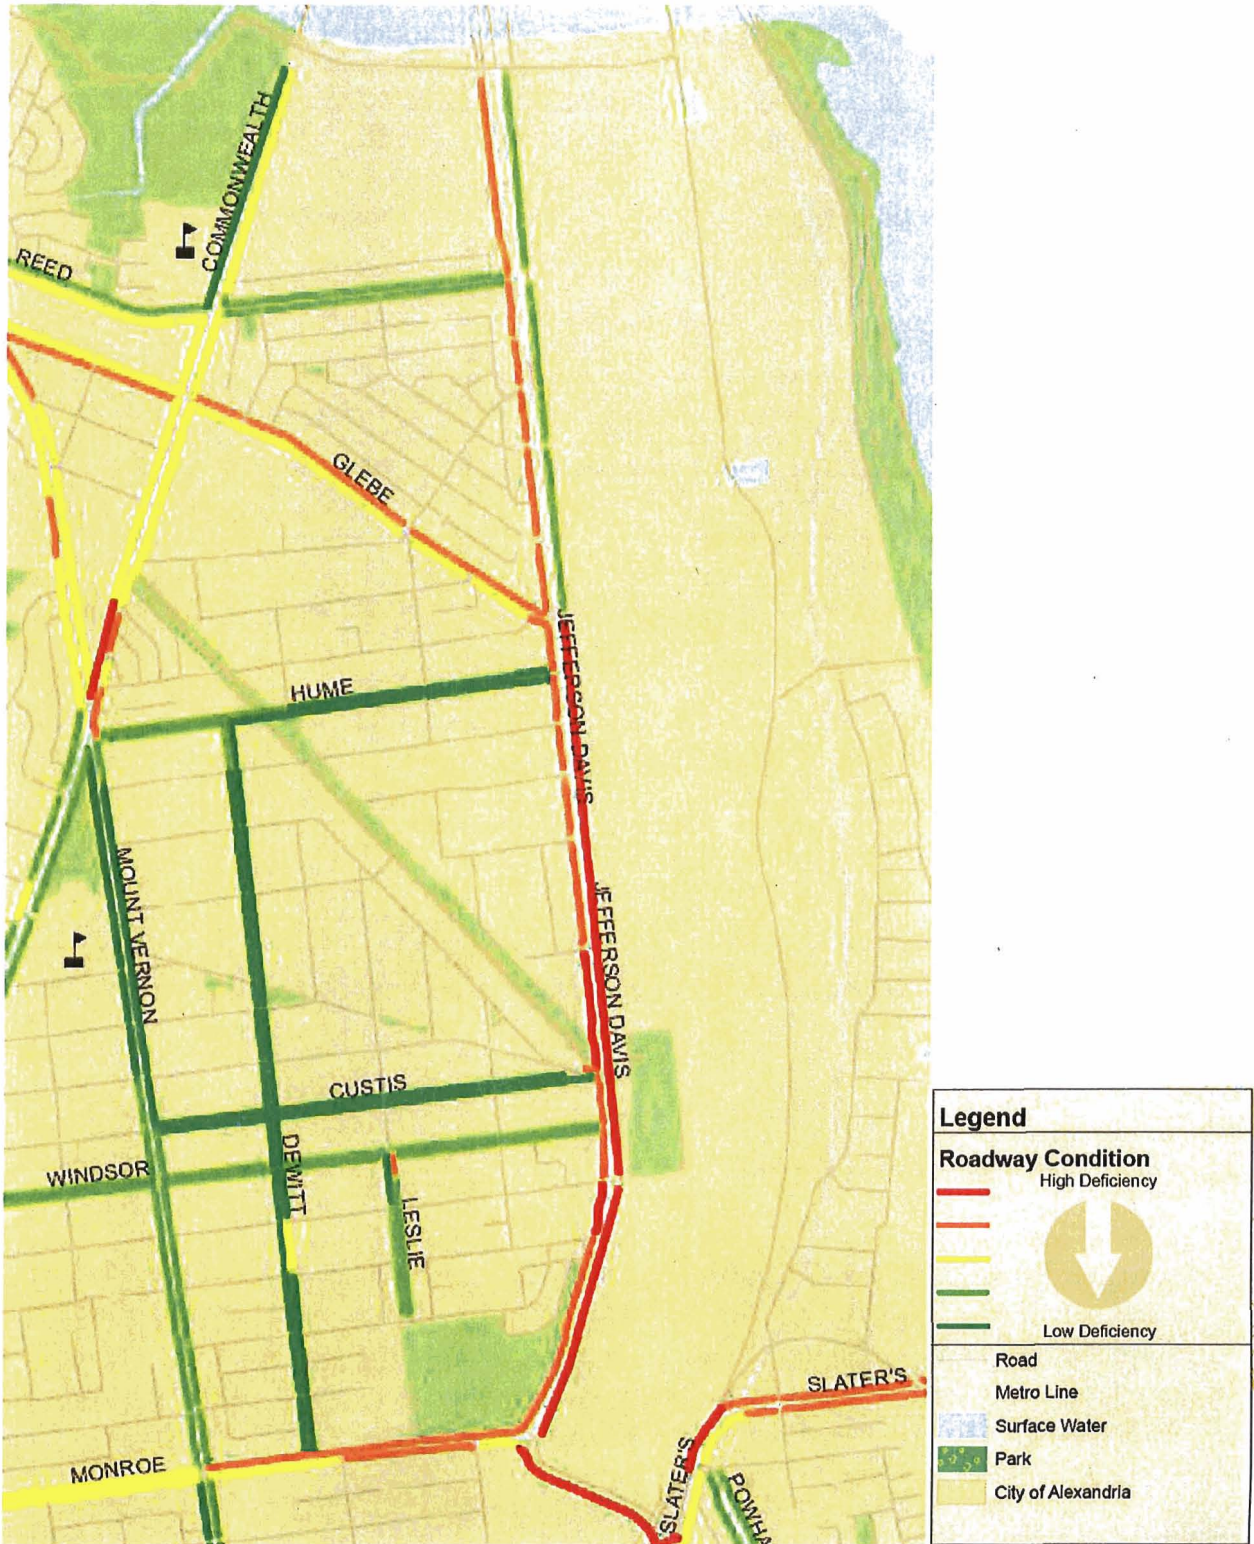 COMMONWEALTH
REED
GLEBE
JEFFERSON DAVIS
HUME
MOUNT VERNON
JEFFERSON DAVIS
CUSTIS
WINDSOR
DEWITT
LESLIE
MONROE
SLATER'S
SLATER'S
POWHA
Legend
Roadway Condition
High Deficiency
Low Deficiency
Road
Metro Line
Surface Water
Park
City of Alexandria